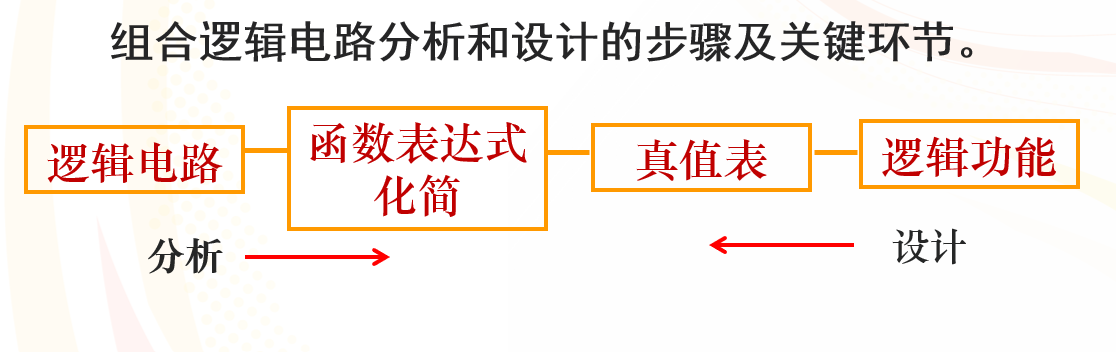 组合逻辑电路分析和设计的步骤及关键环节。
逻辑电路
函数表达式
化简
真值表
逻辑功能
分析
设计